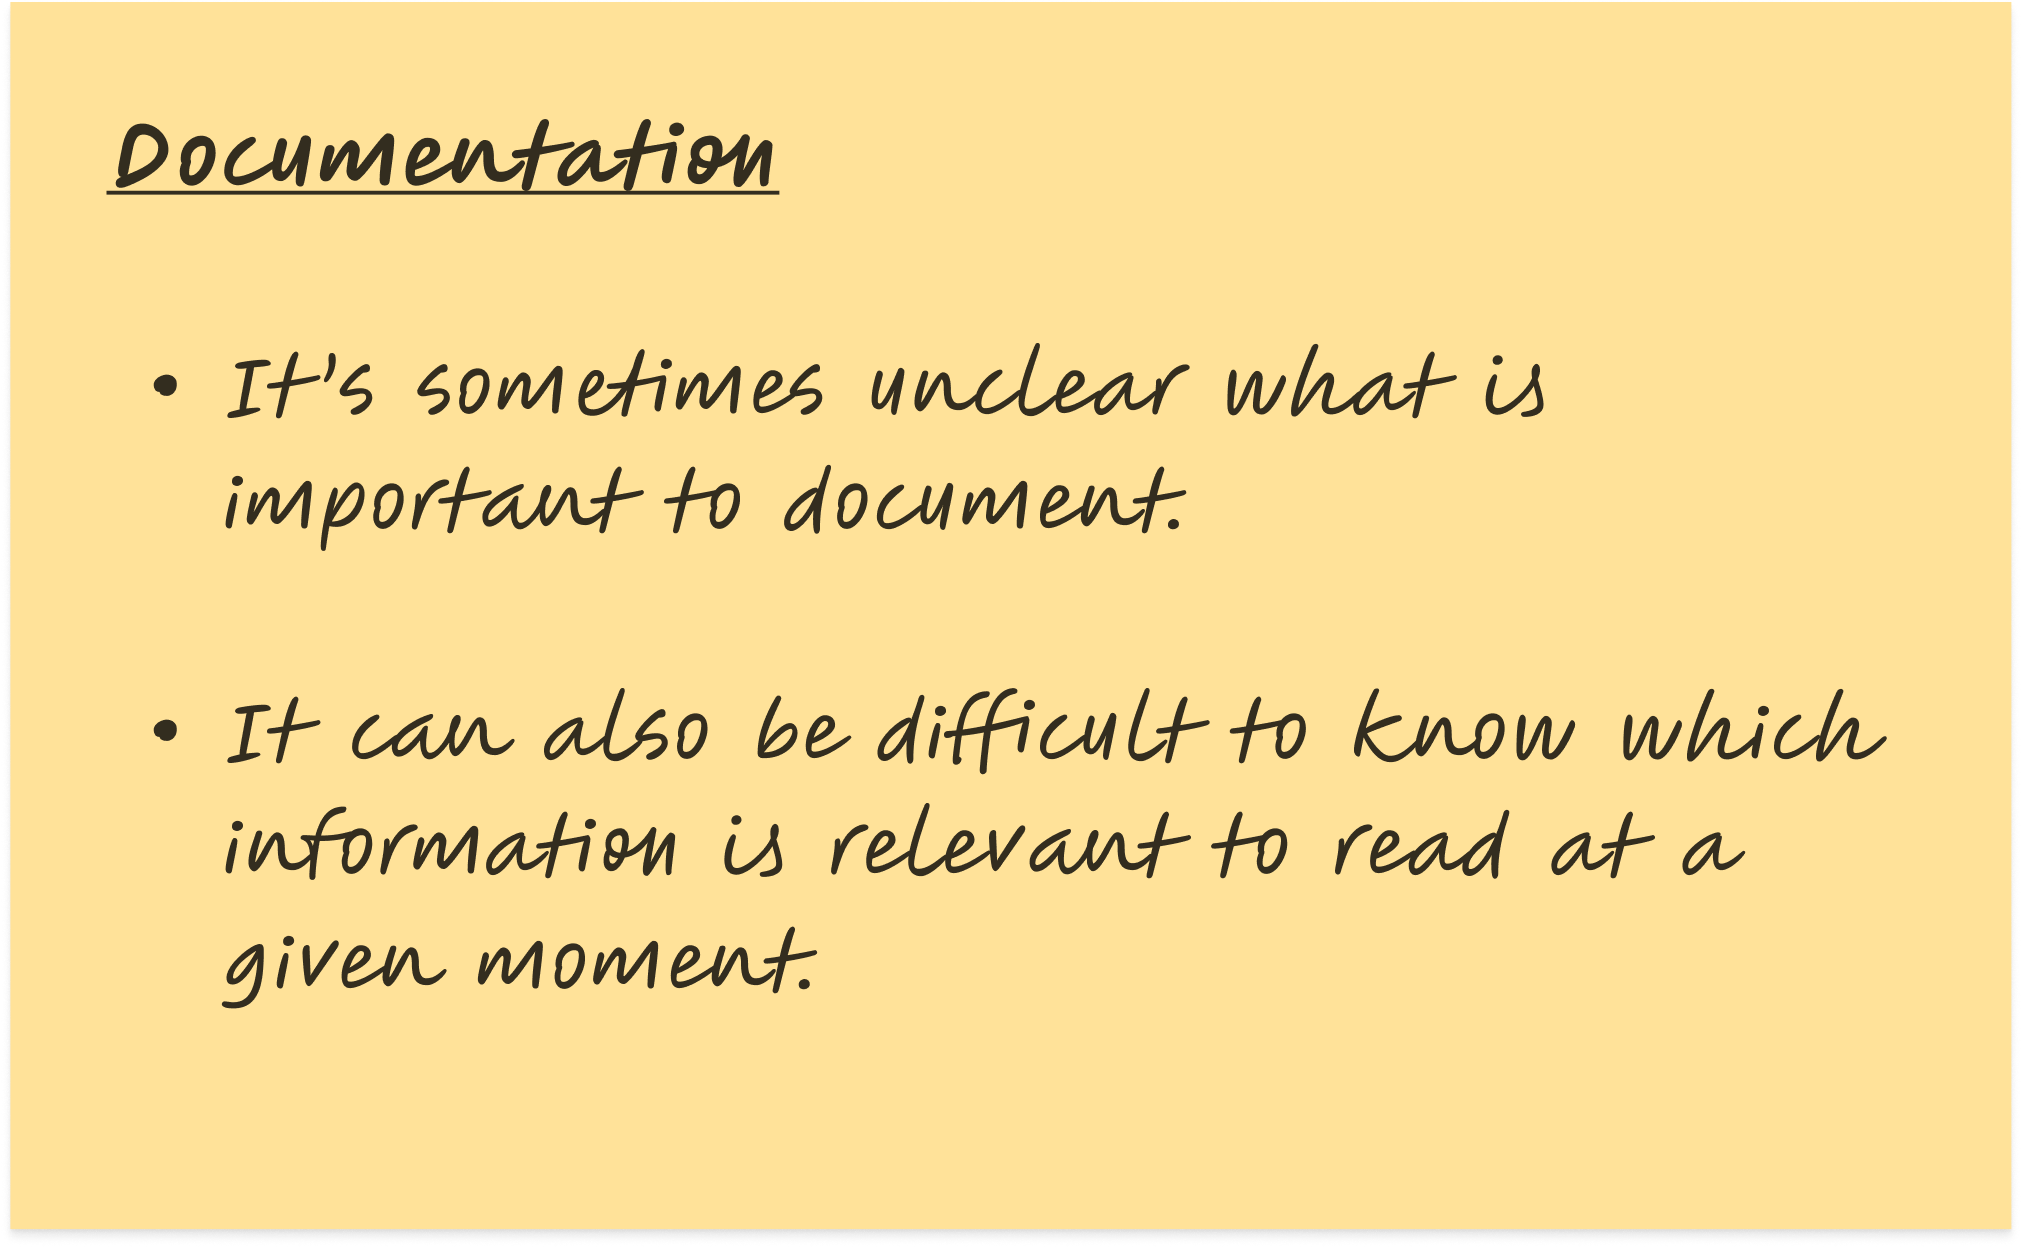 Documentation
• It's sometimes unclear what is
important to document.
• It can also be difficult to know which
information is relevant to read at a
given moment.